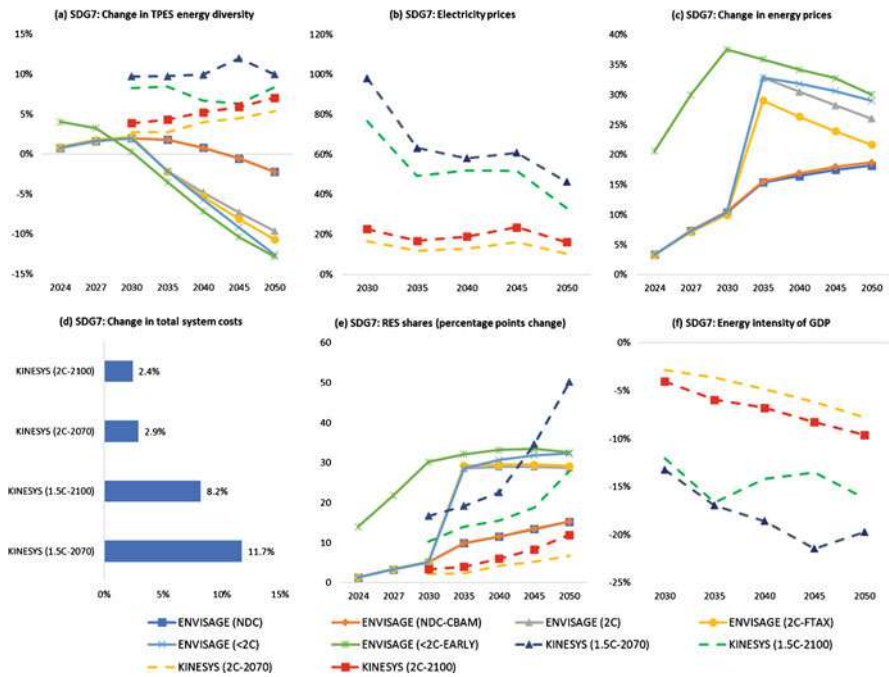 (a) SDG7: Change in TPES energy diversity
15%
10%
5%
0%
-5%
-10%
-15%
2024 2027 2030 2035 2040 2045 2050
(b) SDG7: Electricity prices
120%
100%
80%
60%
40%
20%
0%
2030 2035 2040 2045 2050
(c) SDG7: Change in energy prices
40%
35%
30%
25%
20%
15%
10%
5%
0%
2024 2027 2030 2035 2040 2045 2050
(d) SDG7: Change in total system costs
KINESYS (2C-2100) 2.4%
KINESYS (2C-2070) 2.9%
KINESYS (1.5C-2100) 8.2%
KINESYS (1.5C-2070) 11.7%
0% 5% 10% 15%
(e) SDG7: RES shares (percentage points change)
60
50
40
30
20
10
0
2024 2027 2030 2035 2040 2045 2050
(f) SDG7: Energy intensity of GDP
0%
-5%
-10%
-15%
-20%
-25%
2030 2035 2040 2045 2050
ENVISAGE (NDC) ENVISAGE (NDC-CBAM) ENVISAGE (2C) ENVISAGE (2C-FTAX)
ENVISAGE (<2C) ENVISAGE (<2C-EARLY) KINESYS (1.5C-2070) KINESYS (1.5C-2100)
KINESYS (2C-2070) KINESYS (2C-2100)